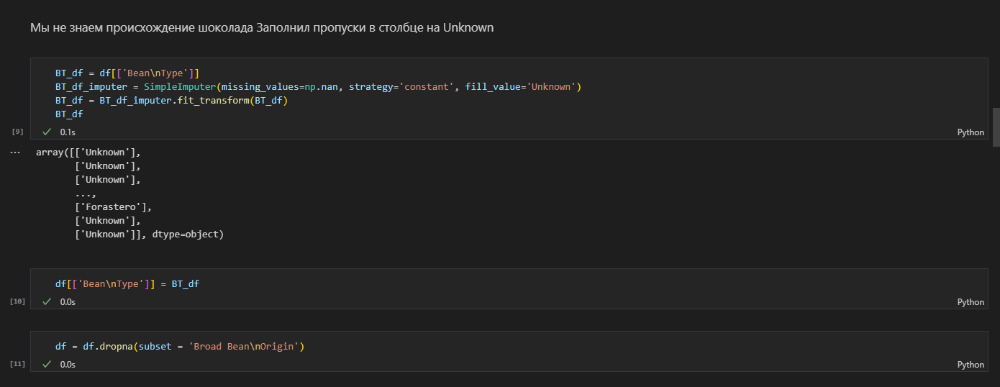 Мы не знаем происхождение шоколада Заполнил пропуски в столбце на Unknown
BT_df = df[['Bean\nType']]
BT_df_imputer = SimpleImputer(missing_values=np.nan, strategy='constant', fill_value='Unknown')
BT_df = BT_df_imputer.fit_transform(BT_df)
BT_df
[9] ✓ 0.1s Python
... array([['Unknown'],
['Unknown'],
['Unknown'],
...,
['Forastero'],
['Unknown'],
['Unknown']], dtype=object)
df[['Bean\nType']] = BT_df
[10] ✓ 0.0s Python
df = df.dropna(subset = 'Broad Bean\nOrigin')
[11] ✓ 0.0s Python